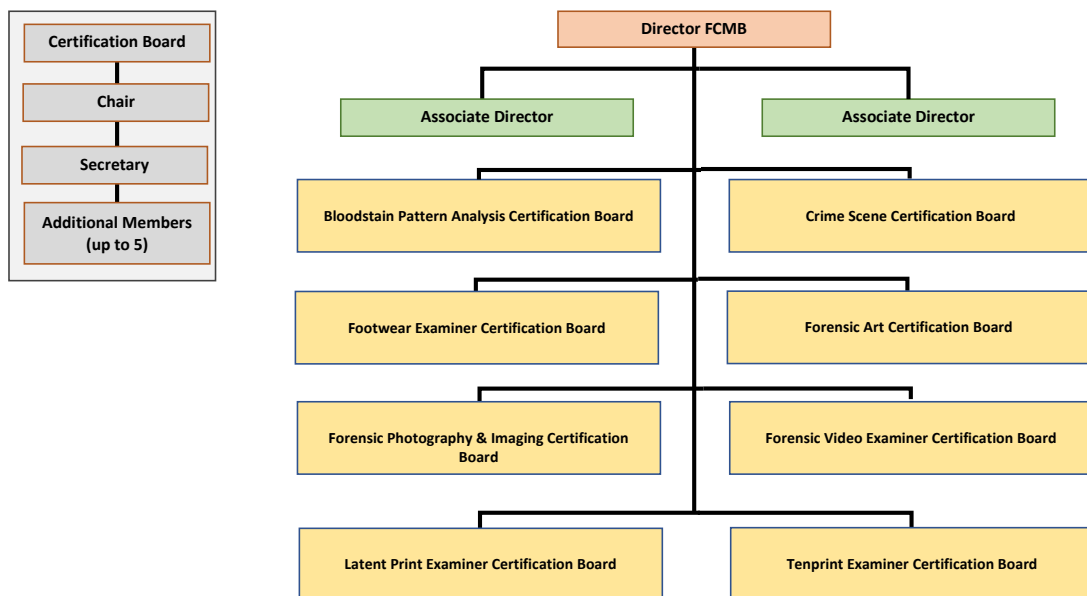 Certification Board
Chair
Secretary
Additional Members
(up to 5)
Director FCMB
Associate Director
Associate Director
Bloodstain Pattern Analysis Certification Board
Crime Scene Certification Board
Footwear Examiner Certification Board
Forensic Art Certification Board
Forensic Photography & Imaging Certification
Board
Forensic Video Examiner Certification Board
Latent Print Examiner Certification Board
Tenprint Examiner Certification Board